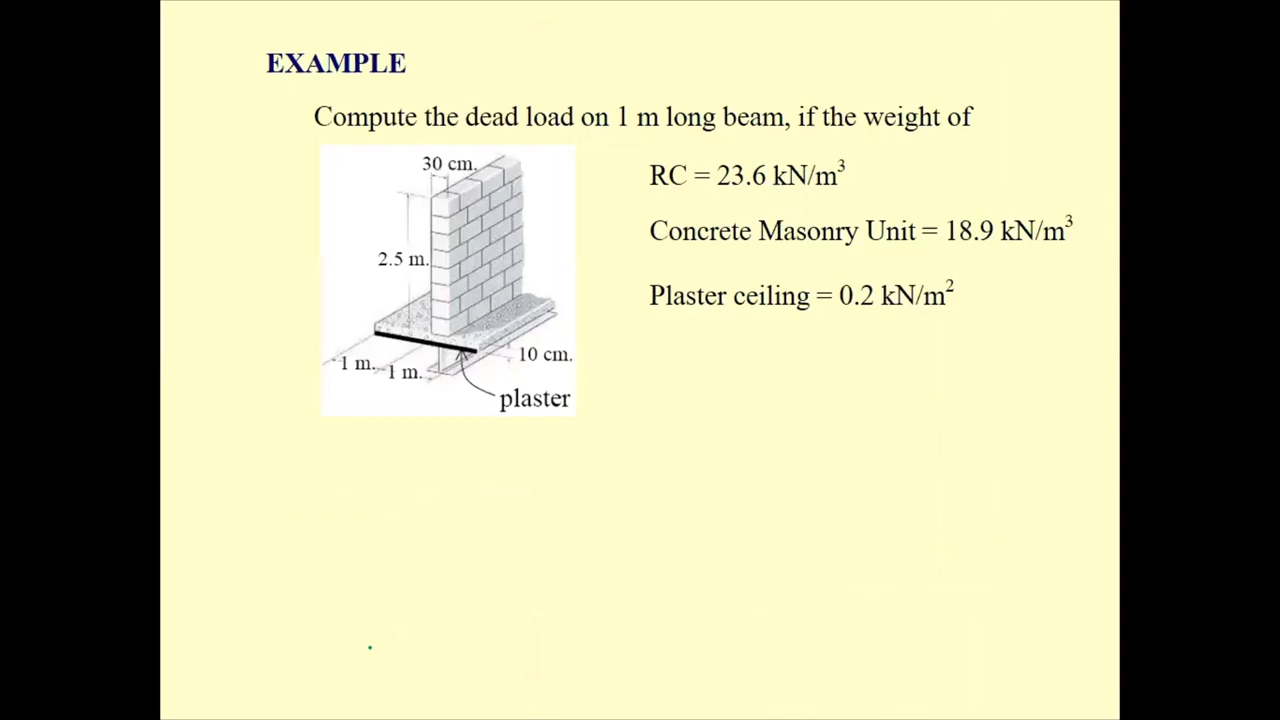 EXAMPLE
Compute the dead load on 1 m long beam, if the weight of
30 cm.
RC = 23.6 kN/m³
Concrete Masonry Unit = 18.9 kN/m³
2.5 m.
Plaster ceiling = 0.2 kN/m²
10 cm.
1 m.
1 m.
plaster